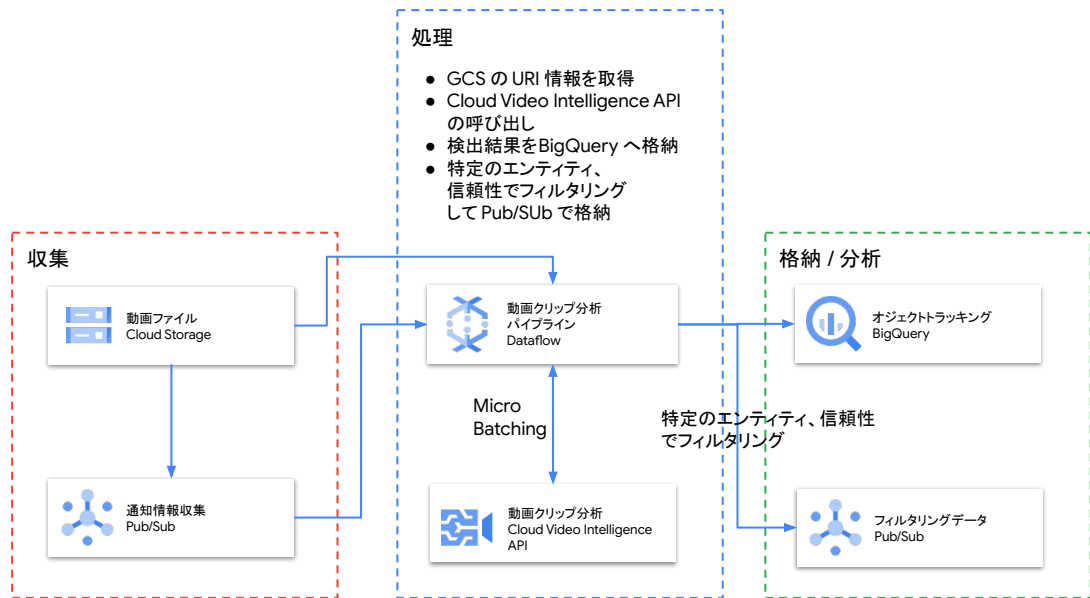 処理
● GCS の URI 情報を取得
● Cloud Video Intelligence API
の呼び出し
● 検出結果をBigQuery へ格納
● 特定のエンティティ、
信頼性でフィルタリング
して Pub/SUb で格納
収集
動画ファイル
Cloud Storage
通知情報収集
Pub/Sub
動画クリップ分析
パイプライン
Dataflow
Micro
Batching
動画クリップ分析
Cloud Video Intelligence
API
特定のエンティティ、信頼性
でフィルタリング
格納 / 分析
オジェクトトラッキング
BigQuery
フィルタリングデータ
Pub/Sub